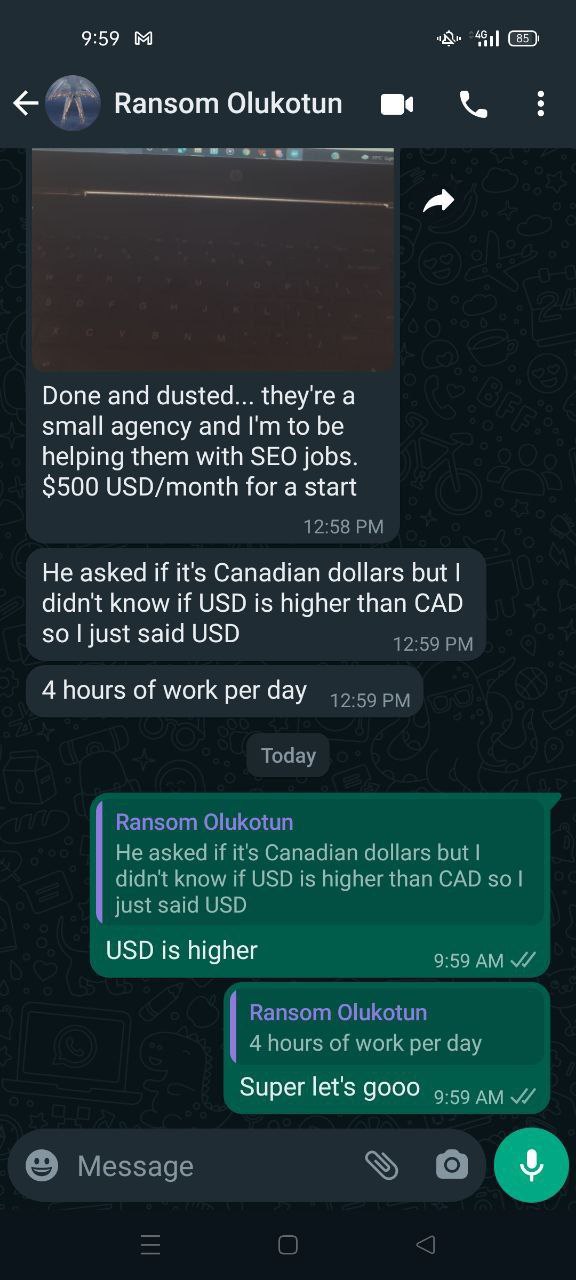 9:59
4G
85
Ransom Olukotun
Done and dusted... they're a
small agency and I'm to be
helping them with SEO jobs.
$500 USD/month for a start
12:58 PM
He asked if it's Canadian dollars but I
didn't know if USD is higher than CAD
so I just said USD
12:59 PM
4 hours of work per day
12:59 PM
Today
Ransom Olukotun
He asked if it's Canadian dollars but I
didn't know if USD is higher than CAD so I
just said USD
USD is higher
9:59 AM
Ransom Olukotun
4 hours of work per day
Super let's gooo
9:59 AM
Message